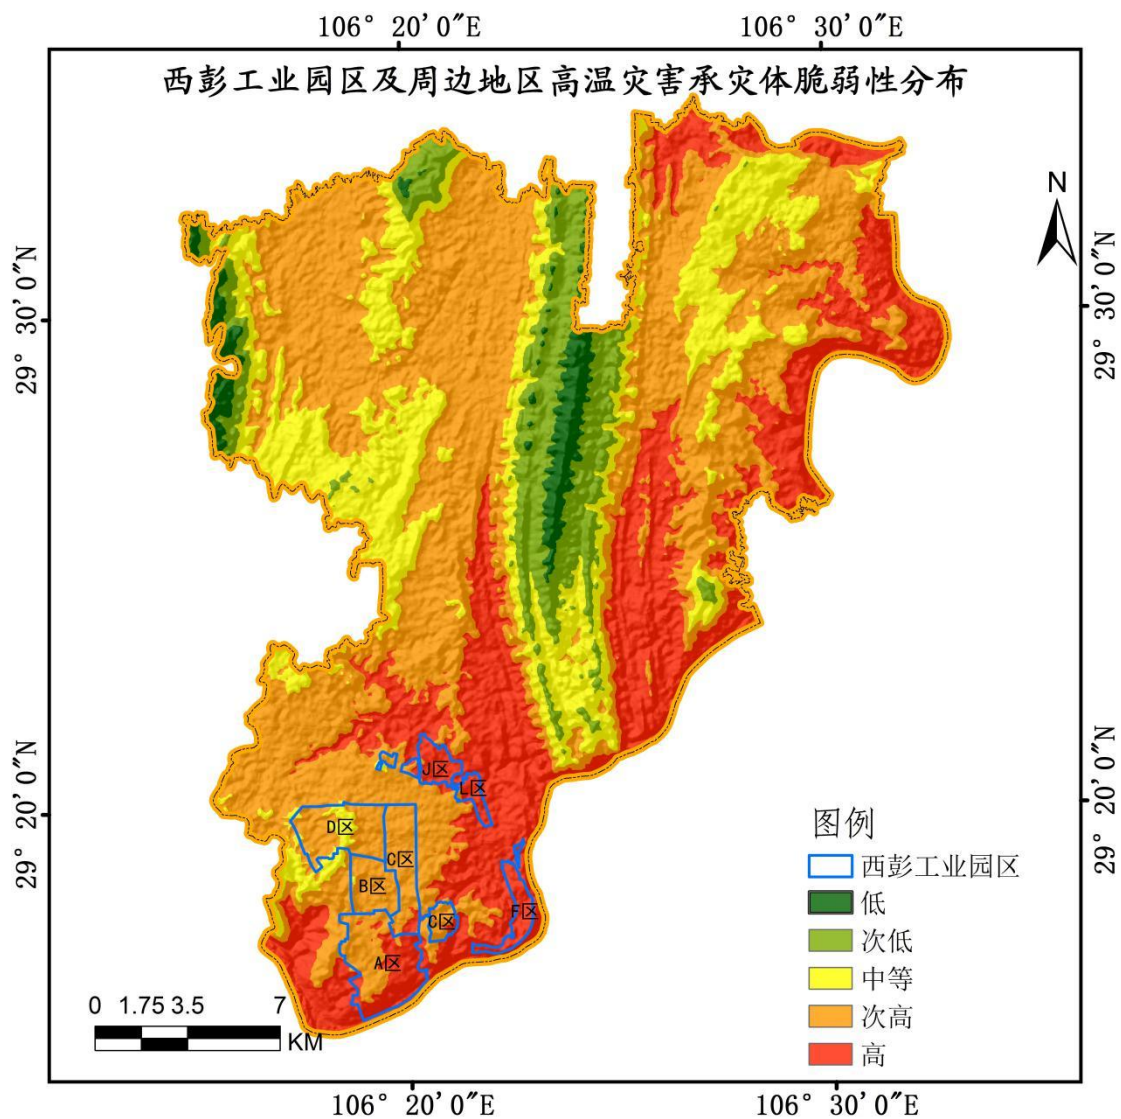 106° 20′ 0″E
106° 30′ 0″E
西彭工业园区及周边地区高温灾害承灾体脆弱性分布
N
29° 30′ 0″N
29° 30′ 0″N
29° 20′ 0″N
29° 20′ 0″N
J区
L区
D区
C区
B区
C区
F区
A区
图例
西彭工业园区
低
次低
中等
次高
高
0 1.75 3.5 7
KM
106° 20′ 0″E
106° 30′ 0″E